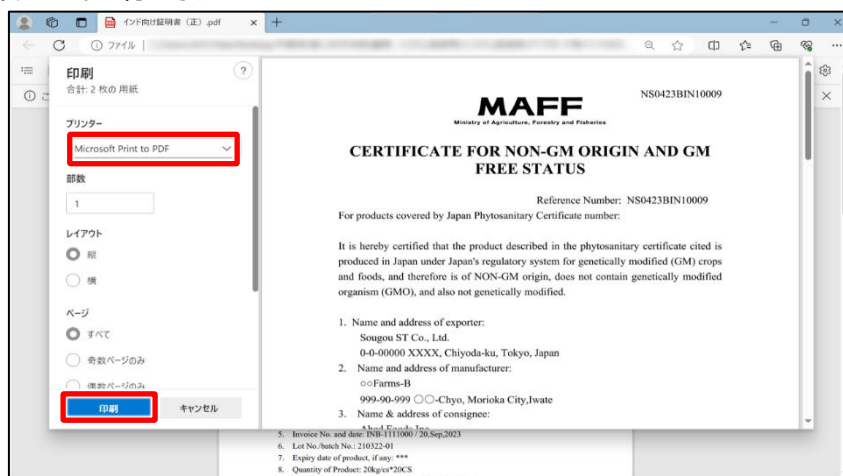 インド向け証明書（正）.pdf
ファイル
印刷
合計: 2 枚の 用紙
プリンター
Microsoft Print to PDF
部数
1
レイアウト
縦
横
ページ
すべて
奇数ページのみ
偶数ページのみ
印刷 キャンセル
NS0423BIN10009
MAFF
Ministry of Agriculture, Forestry and Fisheries
CERTIFICATE FOR NON-GM ORIGIN AND GM
FREE STATUS
Reference Number: NS0423BIN10009
For products covered by Japan Phytosanitary Certificate number:
It is hereby certified that the product described in the phytosanitary certificate cited is
produced in Japan under Japan's regulatory system for genetically modified (GM) crops
and foods, and therefore is of NON-GM origin, does not contain genetically modified
organism (GMO), and also not genetically modified.
1. Name and address of exporter:
Sougou ST Co., Ltd.
0-0-00000 XXXX, Chiyoda-ku, Tokyo, Japan
2. Name and address of manufacturer:
○○Farms-B
999-90-999 ○○-Chyo, Morioka City,Iwate
3. Name & address of consignee:
5. Invoice No. and date: INB-1111000 / 20,Sep,2023
6. Lot No./batch No.: 210322-01
7. Expiry date of product, if any: ***
8. Quantity of Product: 20kg/cs*20CS